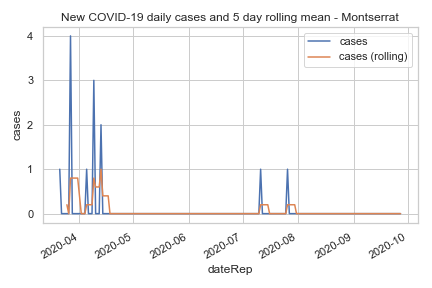 New COVID-19 daily cases and 5 day rolling mean - Montserrat
cases
cases (rolling)
4
3
2
1
0
cases
2020-04
2020-05
2020-06
2020-07
2020-08
2020-09
2020-10
dateRep